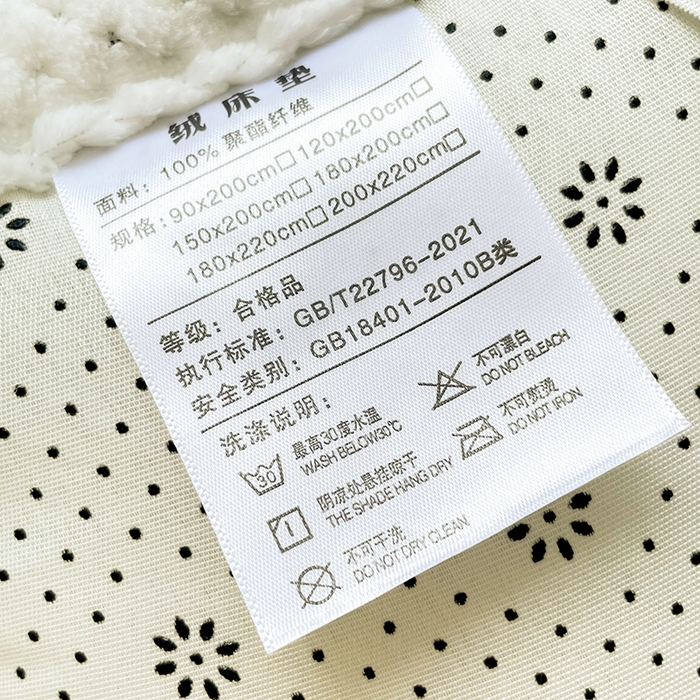 绒床垫
面料：100% 聚酯纤维
规格：90x200cm□ 120x200cm□
150x200cm□ 180x200cm□
180x220cm□ 200x220cm□
等级：合格品
执行标准：GB/T22796-2021
安全类别：GB18401-2010B类
洗涤说明：
30
最高30度水温
WASH BELOW30℃
不可漂白
DO NOT BLEACH
阴凉处悬挂晾干
THE SHADE HANG DRY
不可熨烫
DO NOT IRON
不可干洗
DO NOT DRY CLEAN